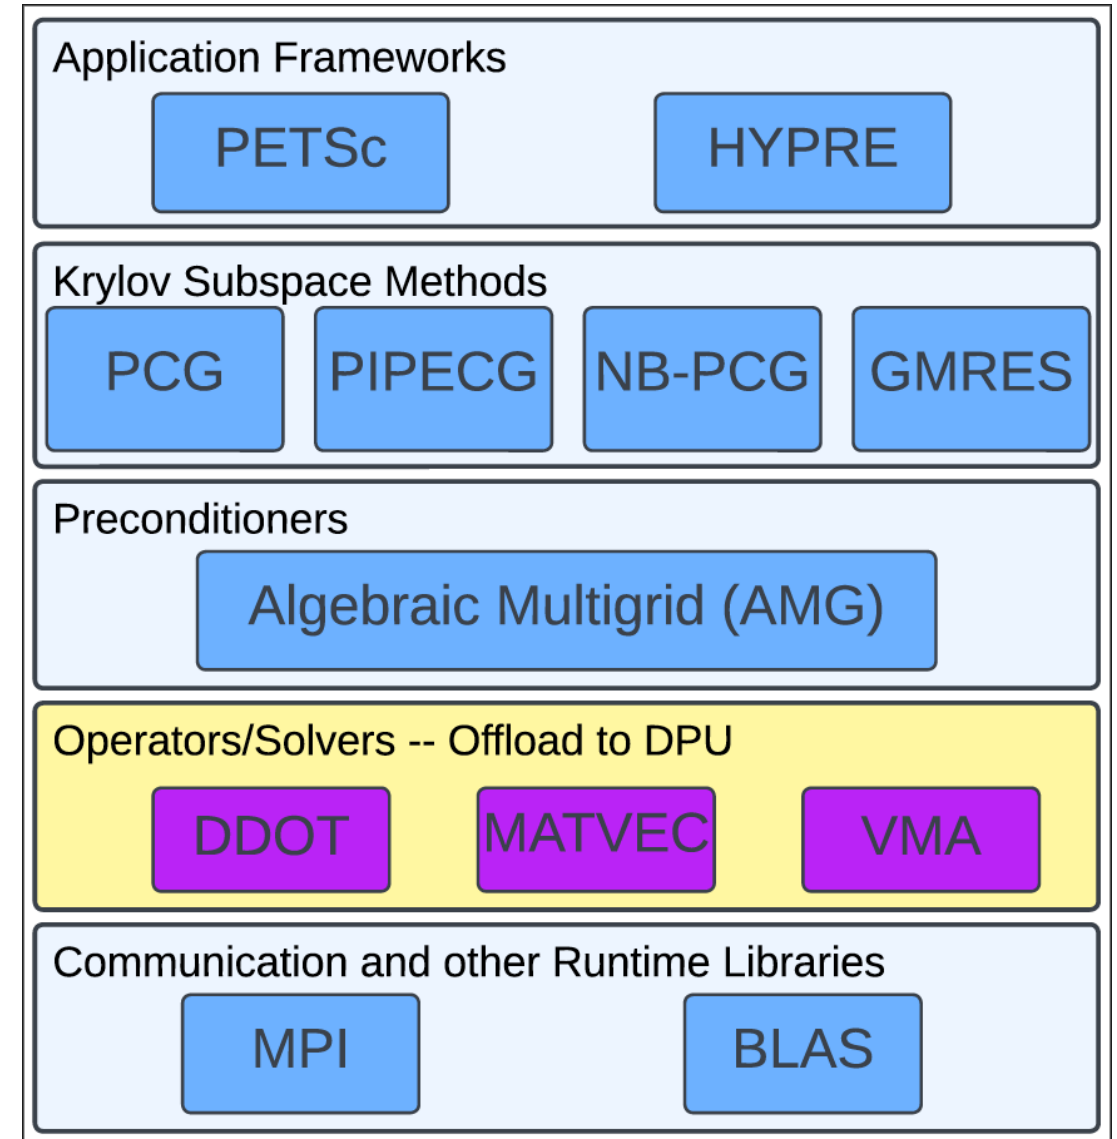 Application Frameworks
PETSc HYPRE
Krylov Subspace Methods
PCG PIPECG NB-PCG GMRES
Preconditioners
Algebraic Multigrid (AMG)
Operators/Solvers -- Offload to DPU
DDOT MATVEC VMA
Communication and other Runtime Libraries
MPI BLAS